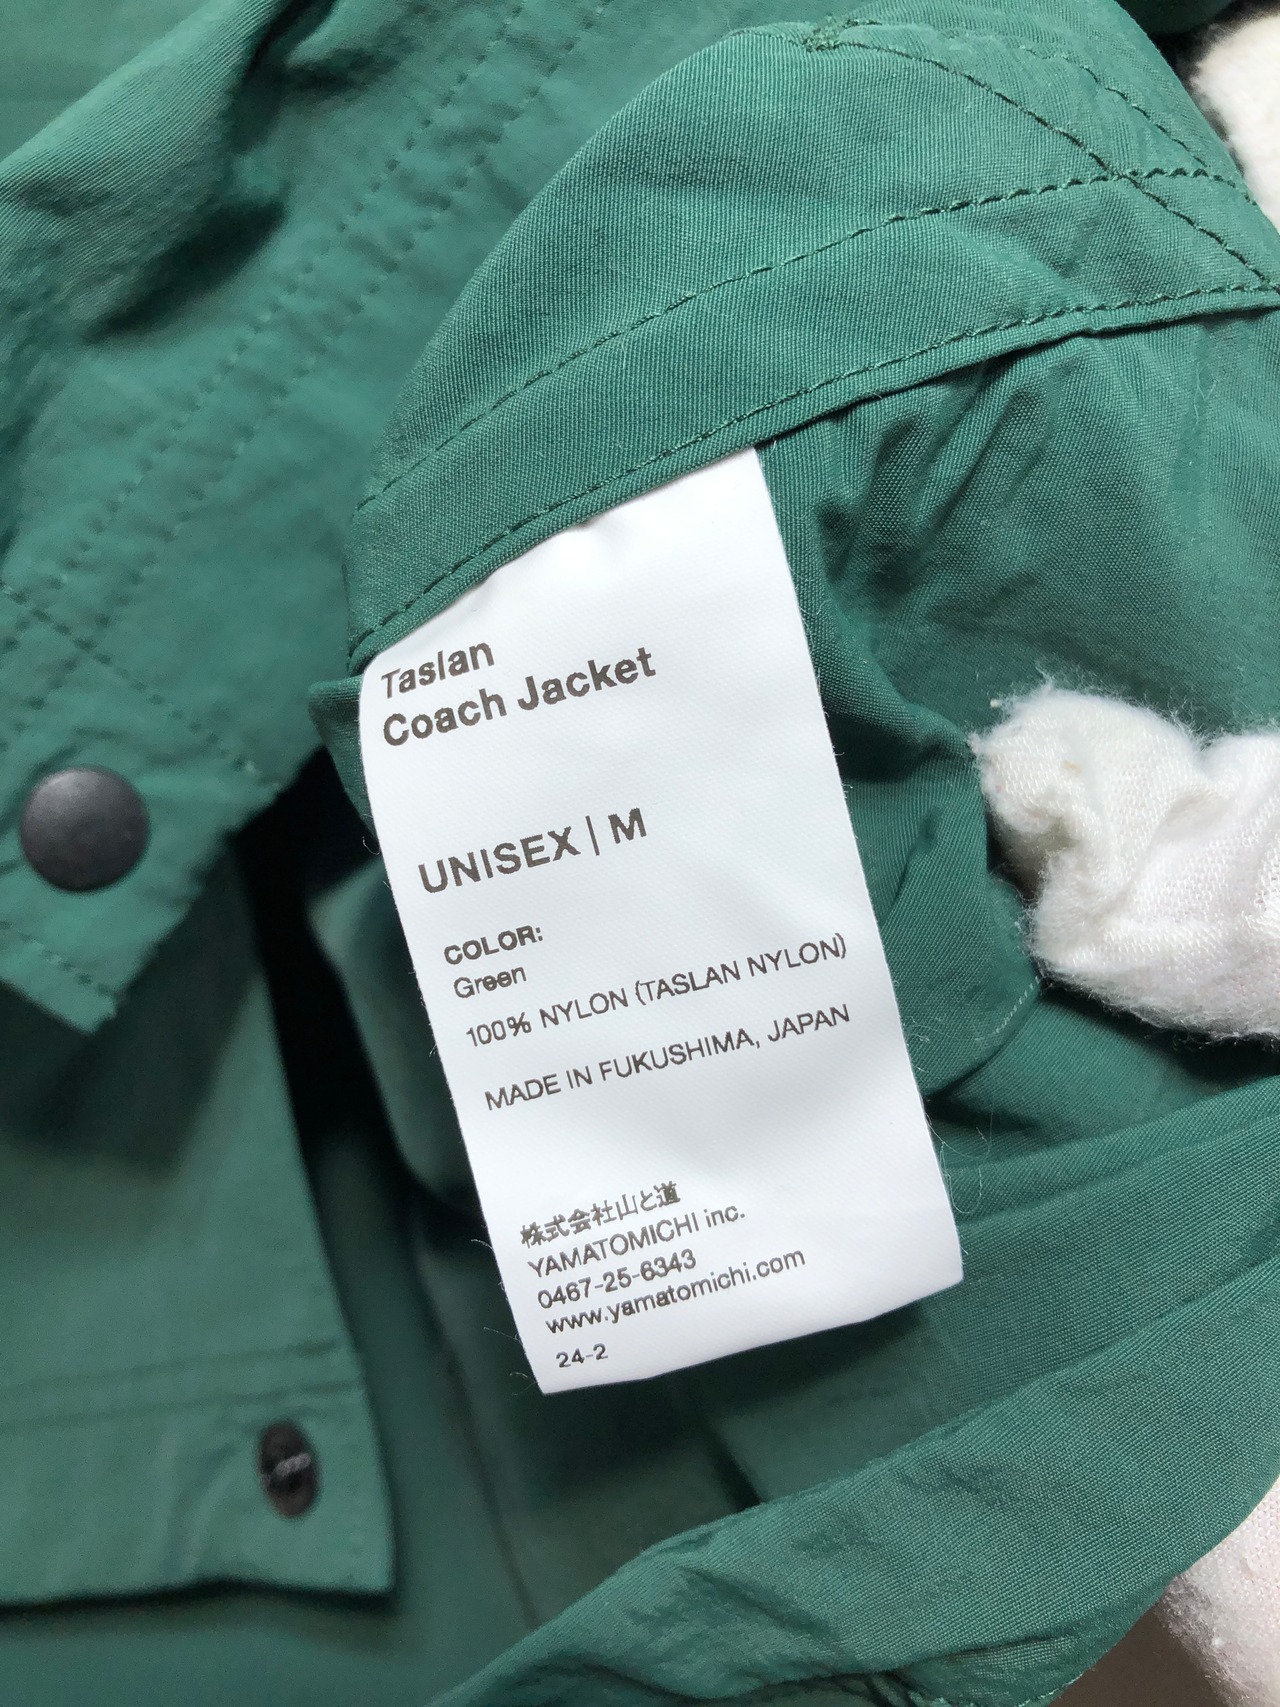 Taslan
Coach Jacket
UNISEX | M
COLOR:
Green
100% NYLON (TASLAN NYLON)
MADE IN FUKUSHIMA, JAPAN
株式会社山と道
YAMATOMICHI inc.
0467-25-6343
www.yamatomichi.com
24-2